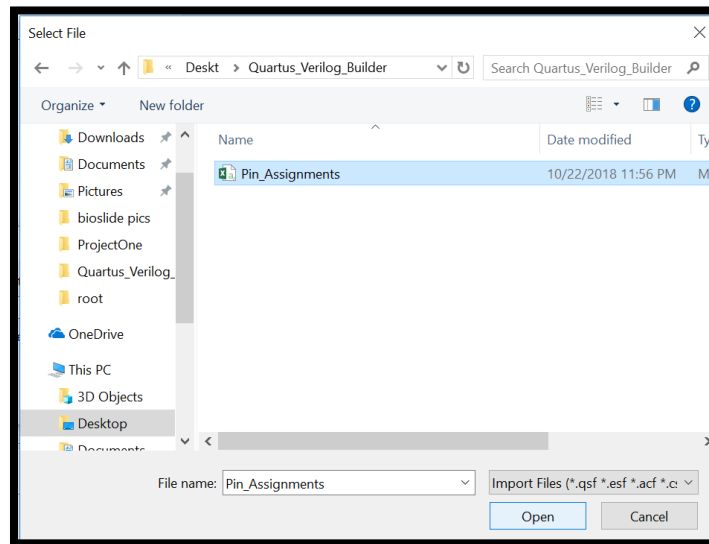 Select File
« Deskt > Quartus_Verilog_Builder
Search Quartus_Verilog_Builder
Organize
New folder
Name
Date modified
Ty
Downloads
Documents
Pictures
bioslide pics
ProjectOne
Quartus_Verilog_
root
OneDrive
This PC
3D Objects
Desktop
Documents
Pin_Assignments
10/22/2018 11:56 PM
M
File name:
Pin_Assignments
Import Files (*.qsf *.esf *.acf *.c
Open
Cancel